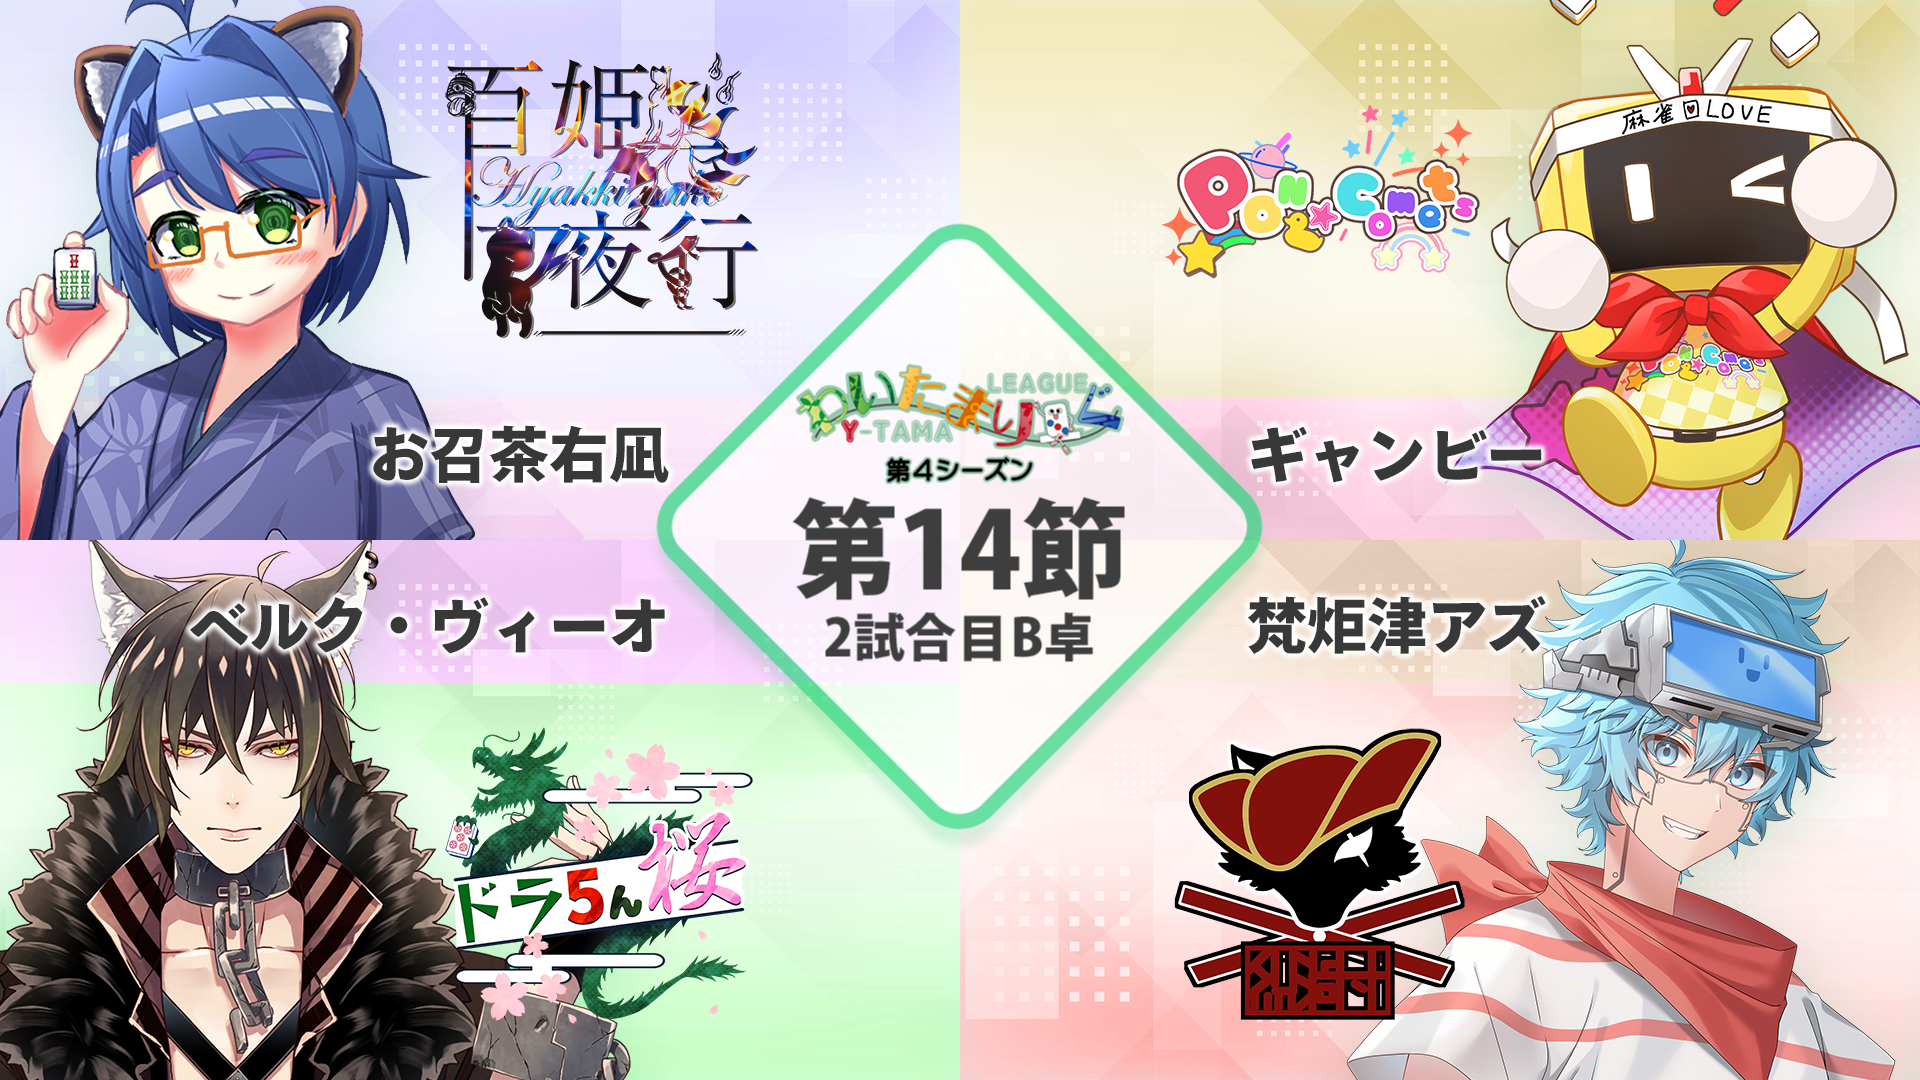 百姫
Hyakkiyako
夜行
お召茶右凪
麻雀LOVE
Pon Comets
ギャンビー
わいたまりーぐ
LEAGUE
Y-TAMA
第4シーズン
第14節
2試合目B卓
ベルク・ヴィーオ
ドラ5ん桜
梵炬津アズ